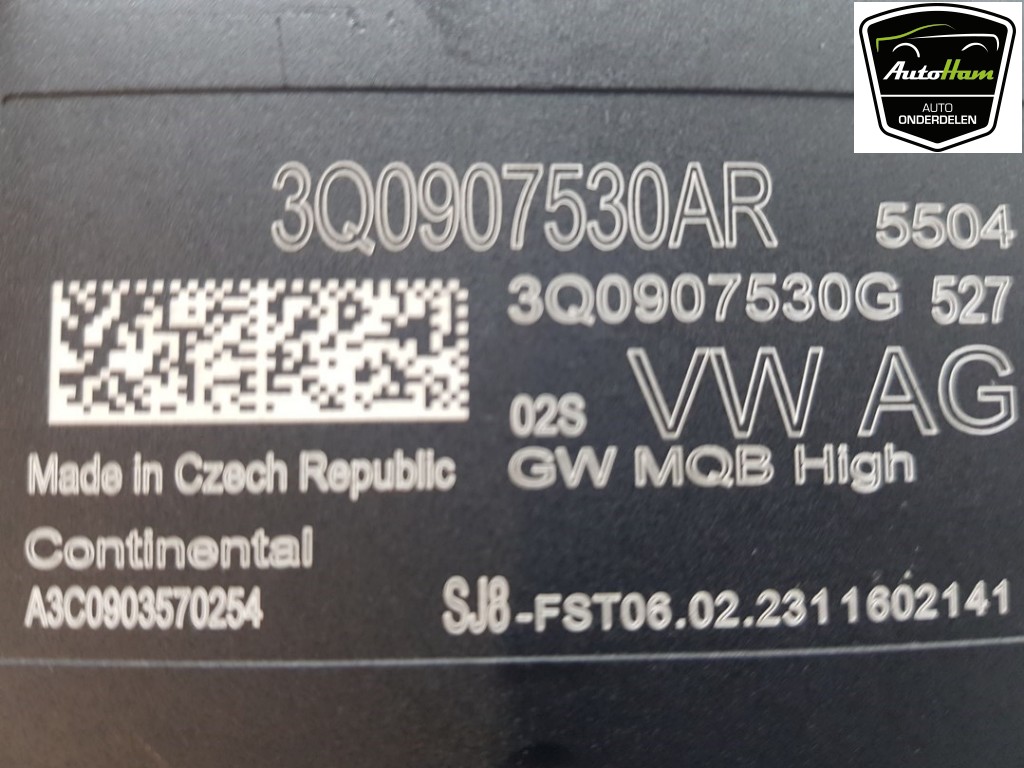 AutoHam
AUTO
ONDERDELEN
3Q0907530AR 5504
3Q0907530G 527
02S VW AG
Made in Czech Republic GW MQB High
Continental
A3C0903570254 SJ8-FST06.02.2311602141